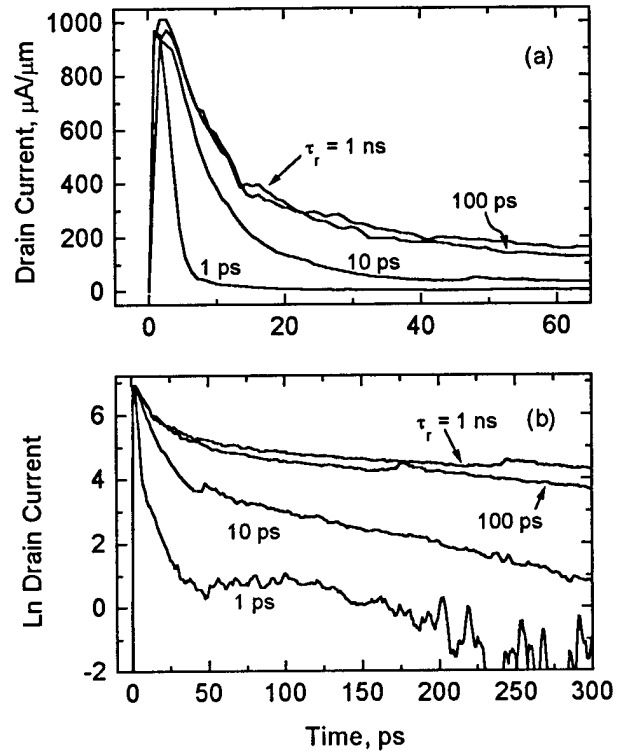 1000
800
600
400
200
0
Drain Current, μA/μm
(a)
τr = 1 ns
100 ps
10 ps
1 ps
0 20 40 60
6
4
2
0
-2
Ln Drain Current
(b)
τr = 1 ns
100 ps
10 ps
1 ps
0 50 100 150 200 250 300
Time, ps